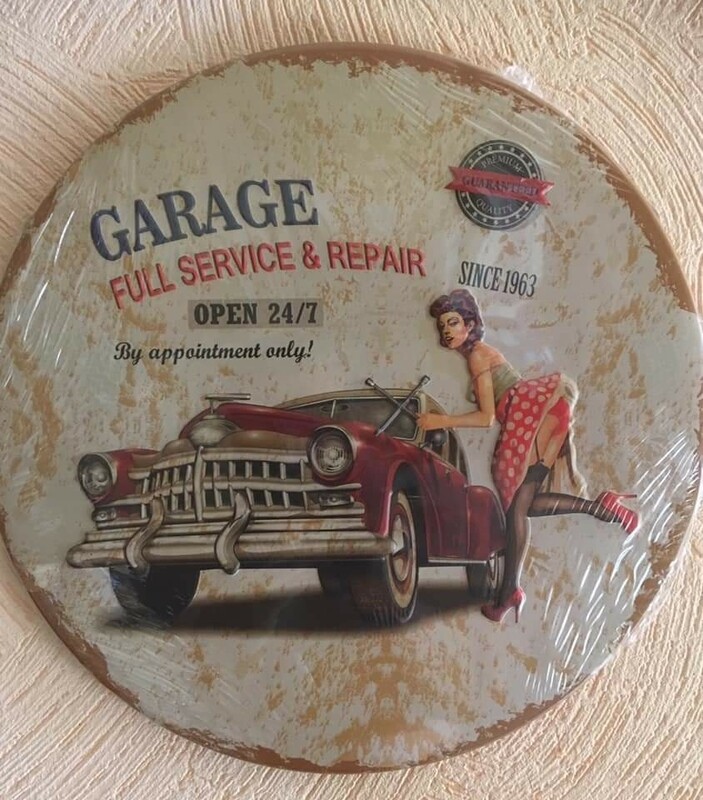 PREMIUM
GUARANTEED
QUALITY
GARAGE
FULL SERVICE & REPAIR
SINCE 1963
OPEN 24/7
By appointment only!